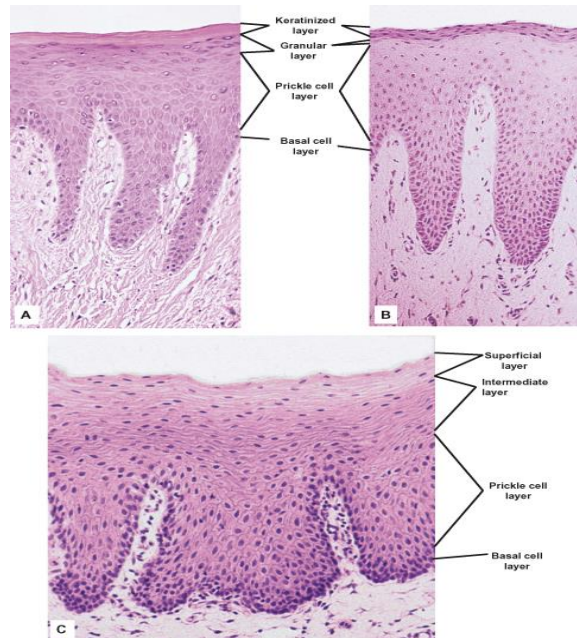 Keratinized
layer
Granular
layer
Prickle cell
layer
Basal cell
layer
A
B
Superficial
layer
Intermediate
layer
Prickle cell
layer
Basal cell
layer
C